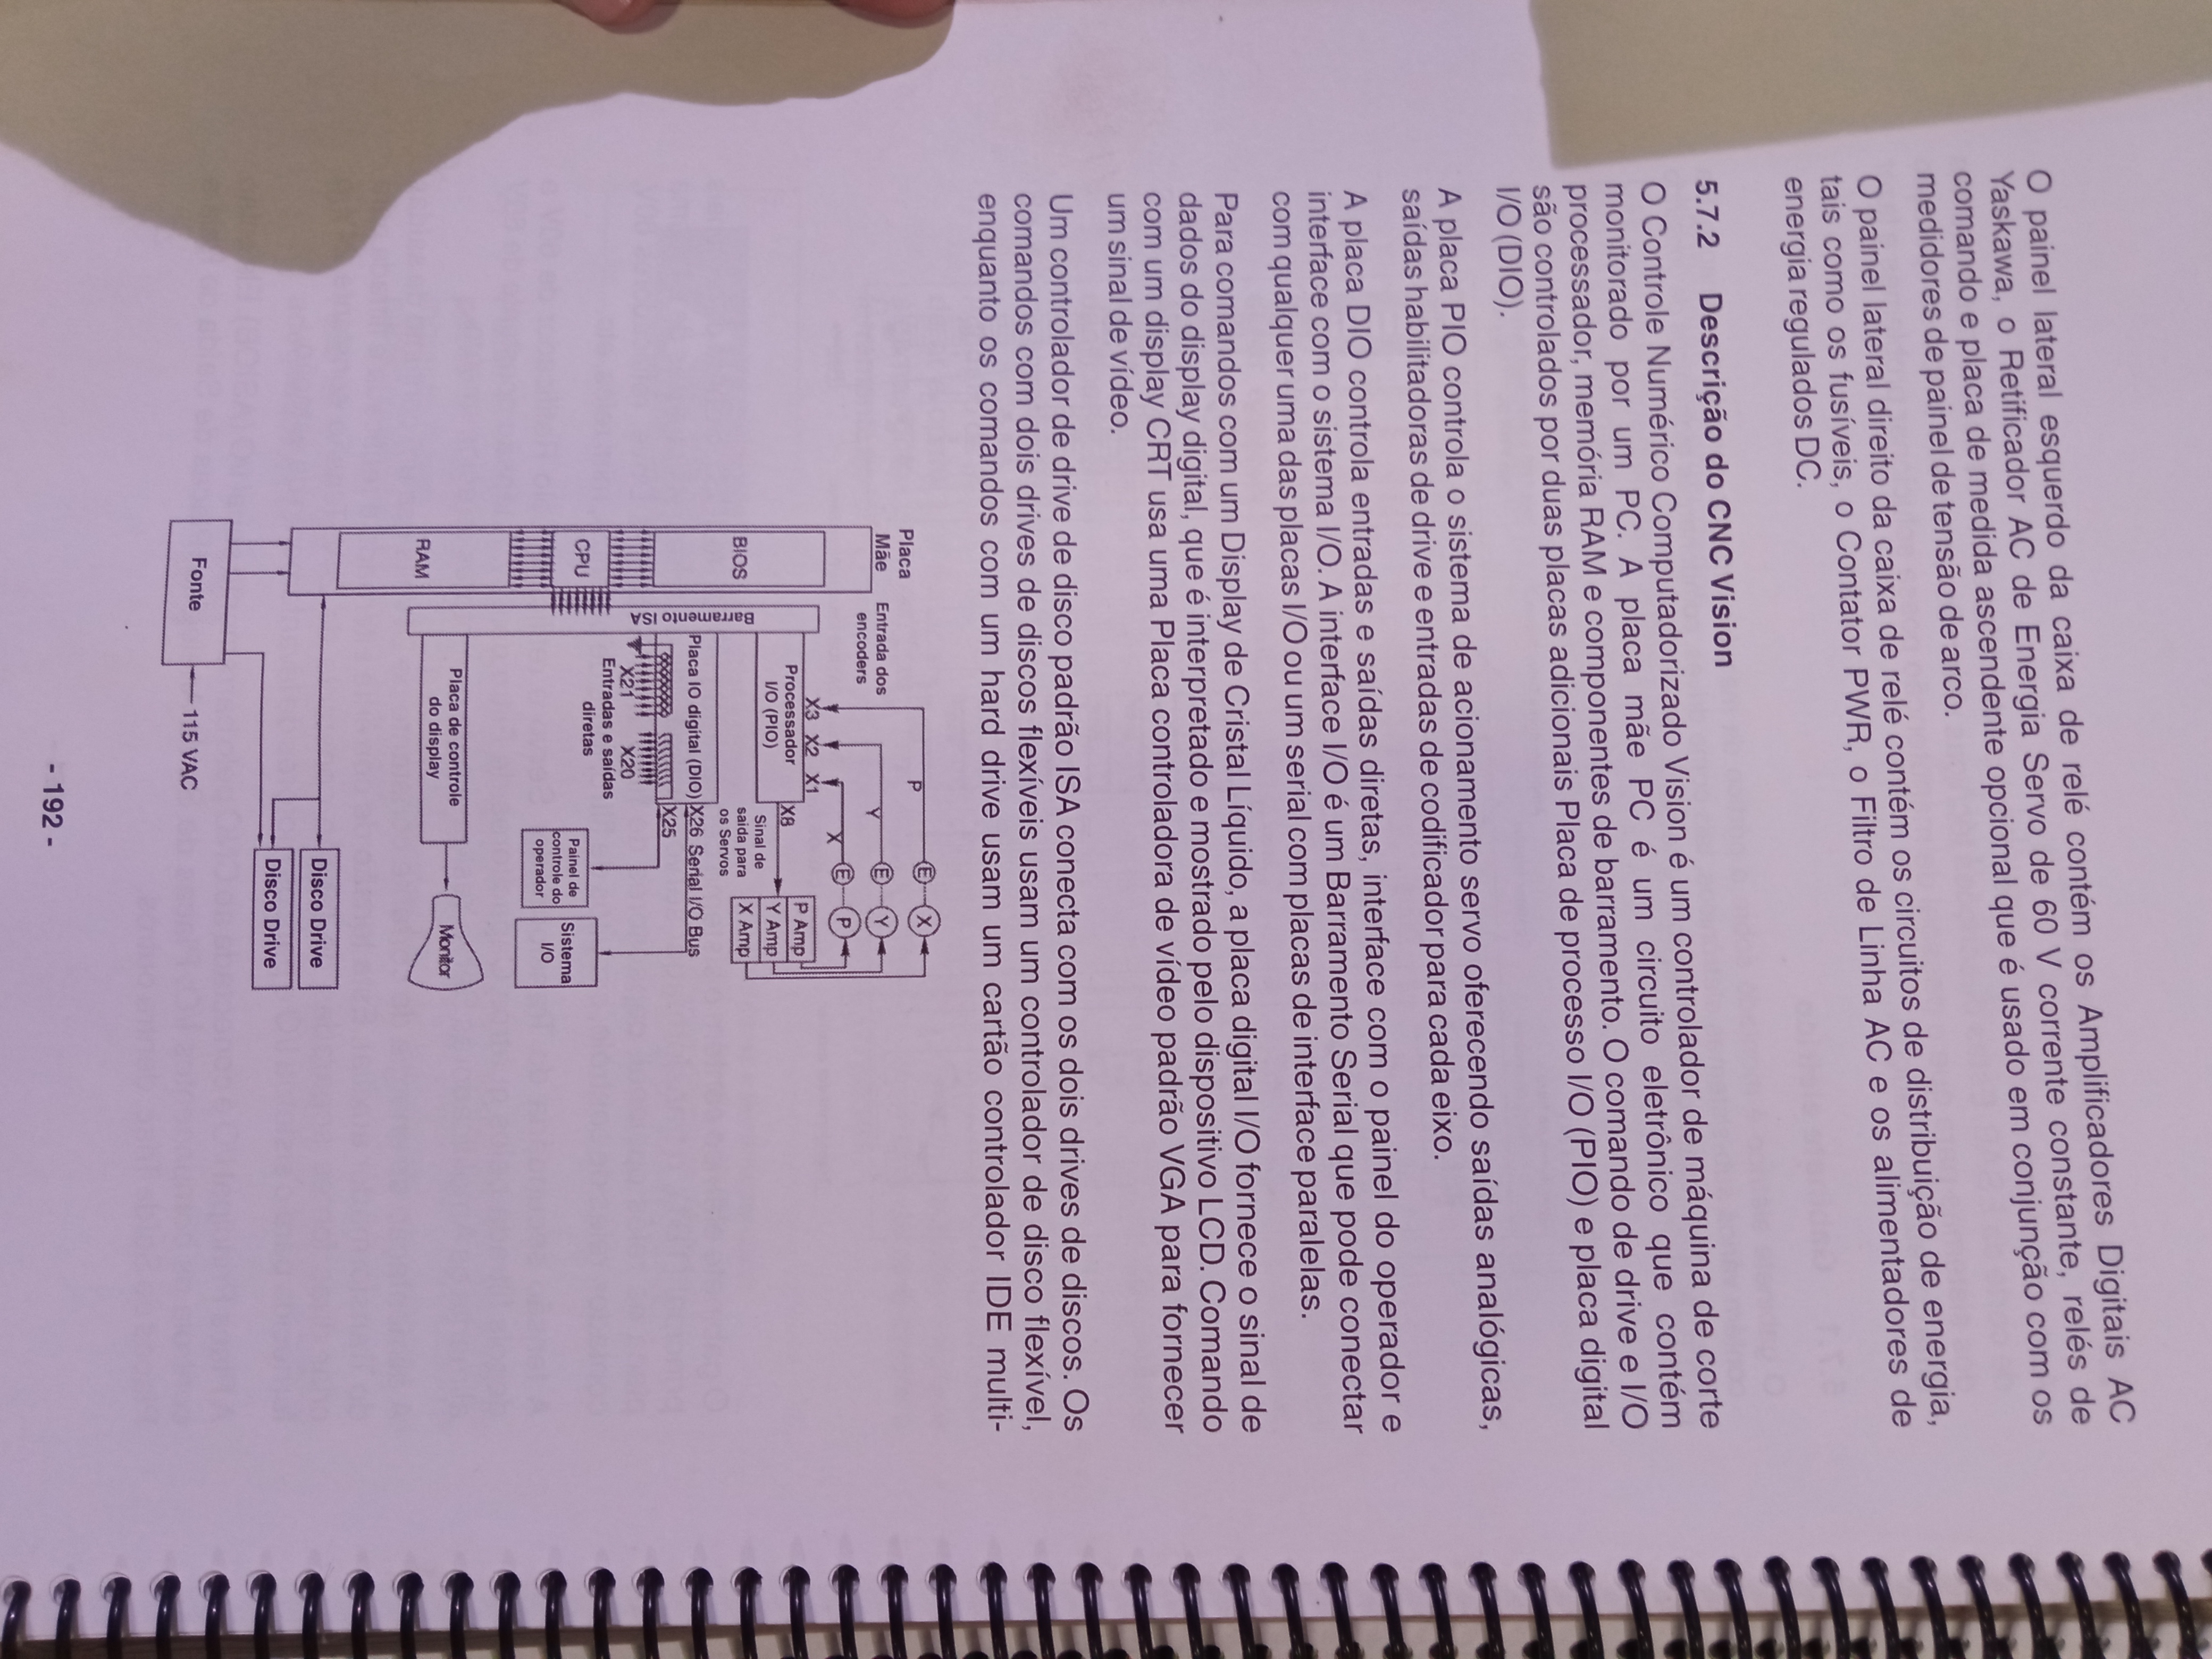 O painel lateral esquerdo da caixa de relé contém os Amplificadores Digitais AC
Yaskawa, o Retificador AC de Energia Servo de 60 V corrente constante, relés de
comando e placa de medida ascendente opcional que é usado em conjunção com os
medidores de painel de tensão de arco.
O painel lateral direito da caixa de relé contém os circuitos de distribuição de energia,
tais como os fusíveis, o Contator PWR, o Filtro de Linha AC e os alimentadores de
energia regulados DC.
5.7.2 Descrição do CNC Vision
O Controle Numérico Computadorizado Vision é um controlador de máquina de corte
monitorado por um PC. A placa mãe PC é um circuito eletrônico que contém
processador, memória RAM e componentes de barramento. O comando de drive e I/O
são controlados por duas placas adicionais Placa de processo I/O (PIO) e placa digital
I/O (DIO).
A placa PIO controla o sistema de acionamento servo oferecendo saídas analógicas,
saídas habilitadoras de drive e entradas de codificador para cada eixo.
A placa DIO controla entradas e saídas diretas, interface com o painel do operador e
interface com o sistema I/O. A interface I/O é um Barramento Serial que pode conectar
com qualquer uma das placas I/O ou um serial com placas de interface paralelas.
Para comandos com um Display de Cristal Líquido, a placa digital I/O fornece o sinal de
dados do display digital, que é interpretado e mostrado pelo dispositivo LCD. Comando
com um display CRT usa uma Placa controladora de vídeo padrão VGA para fornecer
um sinal de vídeo.
Um controlador de drive de disco padrão ISA conecta com os dois drives de discos. Os
comandos com dois drives de discos flexíveis usam um controlador de disco flexível,
enquanto os comandos com um hard drive usam um cartão controlador IDE multi-
Placa
Mãe
Entrada dos
encoders
P E X
Y E Y
X E P
X3 X2 X1
Processador
I/O (PIO)
X8
Sinal de
saida para
os Servos
P Amp
Y Amp
X Amp
BIOS
Barramento ISA
Placa IO digital (DIO)
X26 Serial I/O Bus
X25
X21 X20
Entradas e saídas
diretas
CPU
Painel de
controle do
operador
Sistema
I/O
RAM
Placa de controle
do display
Monitor
Disco Drive
Disco Drive
Fonte
115 VAC
- 192 -